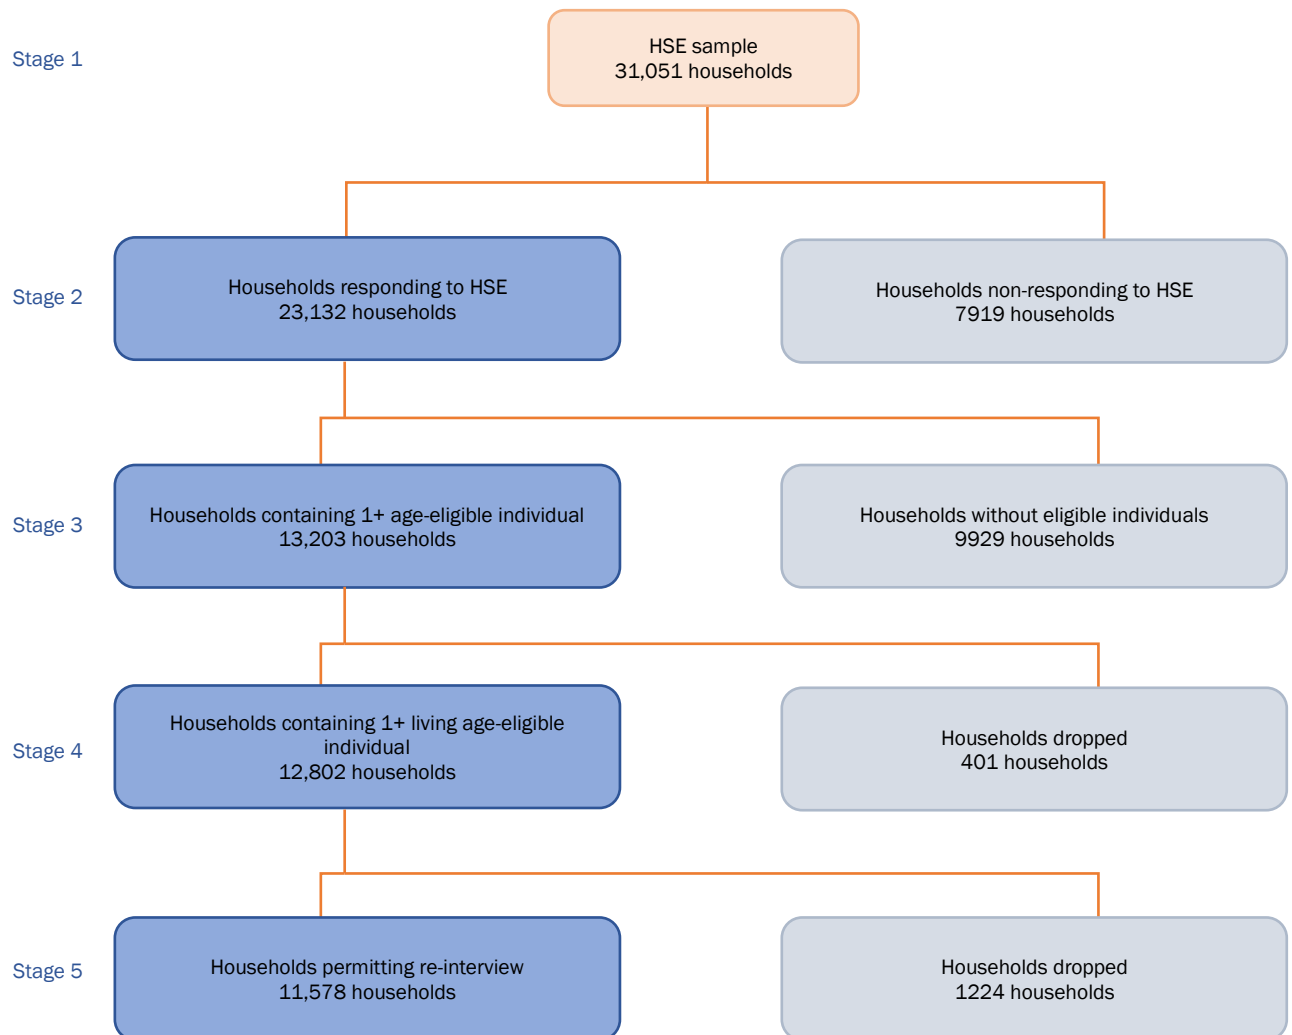 Stage 1
HSE sample
31,051 households
Stage 2
Households responding to HSE
23,132 households
Households non-responding to HSE
7919 households
Stage 3
Households containing 1+ age-eligible individual
13,203 households
Households without eligible individuals
9929 households
Stage 4
Households containing 1+ living age-eligible
individual
12,802 households
Households dropped
401 households
Stage 5
Households permitting re-interview
11,578 households
Households dropped
1224 households